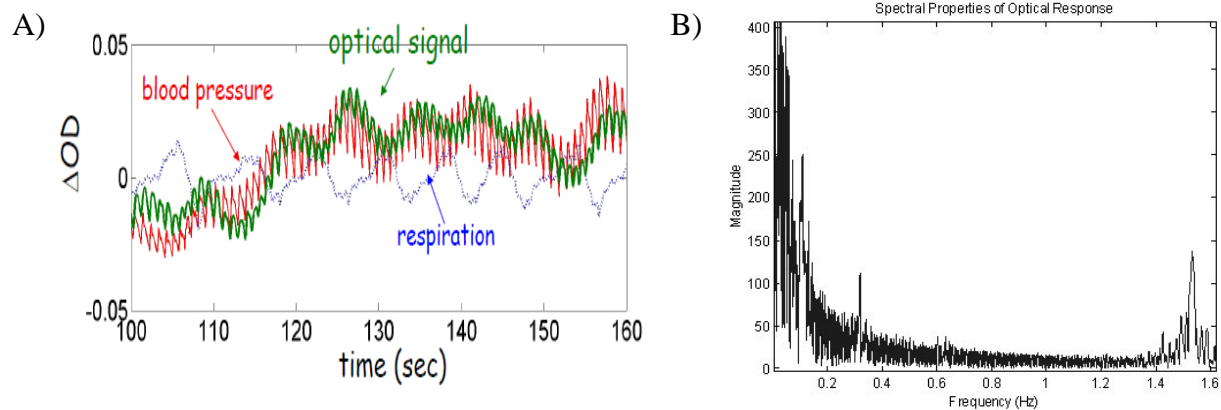 A)
0.05
optical signal
blood pressure
ΔOD
0
respiration
-0.05
100 110 120 130 140 150 160
time (sec)
B)
Spectral Properties of Optical Response
400
350
300
250
200
150
100
50
0
Magnitude
0.2 0.4 0.6 0.8 1 1.2 1.4 1.6
Frequency (Hz)